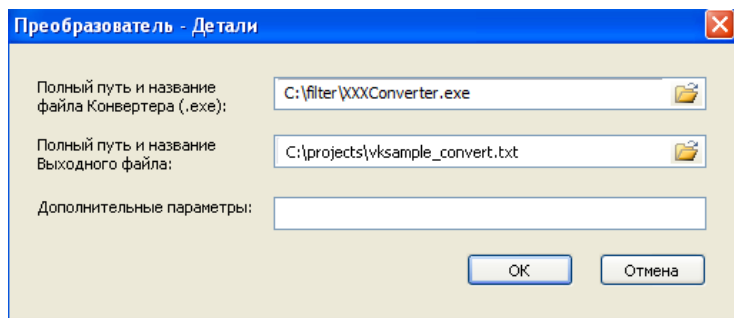 Преобразователь - Детали
Полный путь и название
файла Конвертера (.exe):
C:\filter\XXXConverter.exe
Полный путь и название
Выходного файла:
C:\projects\vksample_convert.txt
Дополнительные параметры:
ОК
Отмена